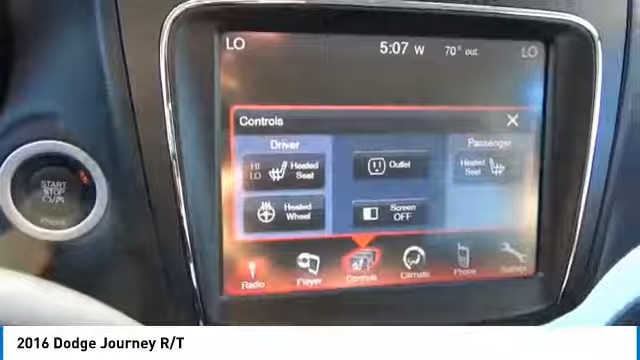 LO 5:07 W 70° out. LO
Controls X
Driver Passenger
HI
LO
Heated
Seat
Outlet
Heated
Seat
Heated
Wheel
Screen
OFF
START
STOP
Radio Player Controls Climate Phone Settings
2016 Dodge Journey R/T